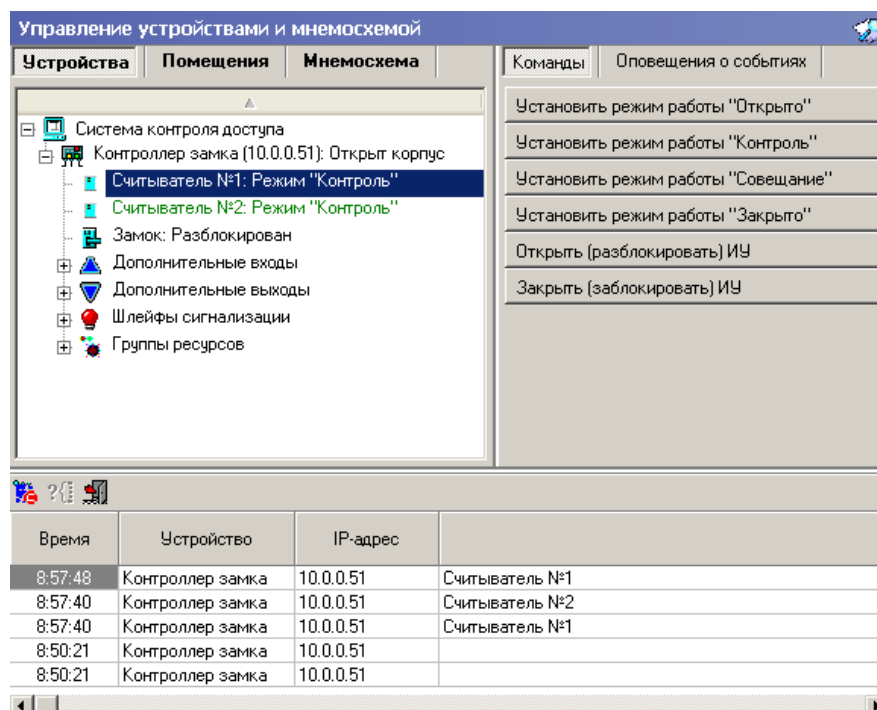 Управление устройствами и мнемосхемой
Устройства Помещения Мнемосхема
Команды Оповещения о событиях
Система контроля доступа
Контроллер замка (10.0.0.51): Открыт корпус
Считыватель №1: Режим "Контроль"
Считыватель №2: Режим "Контроль"
Замок: Разблокирован
Дополнительные входы
Дополнительные выходы
Шлейфы сигнализации
Группы ресурсов
Установить режим работы "Открыто"
Установить режим работы "Контроль"
Установить режим работы "Совещание"
Установить режим работы "Закрыто"
Открыть (разблокировать) ИУ
Закрыть (заблокировать) ИУ
Время Устройство IP-адрес
8:57:48 Контроллер замка 10.0.0.51 Считыватель №1
8:57:40 Контроллер замка 10.0.0.51 Считыватель №2
8:57:40 Контроллер замка 10.0.0.51 Считыватель №1
8:50:21 Контроллер замка 10.0.0.51
8:50:21 Контроллер замка 10.0.0.51